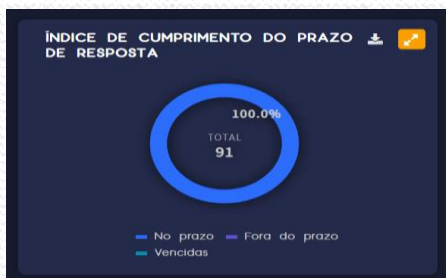 ÍNDICE DE CUMPRIMENTO DO PRAZO
DE RESPOSTA
100.0%
TOTAL
91
No prazo
Fora do prazo
Vencidas